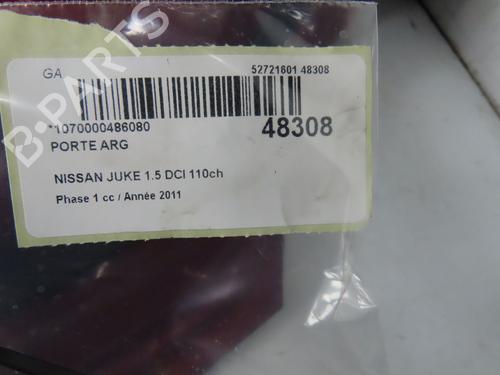 GA 52721601 48308
*1070000486080 48308
PORTE ARG
NISSAN JUKE 1.5 DCI 110ch
Phase 1 cc / Année 2011
B-PARTS